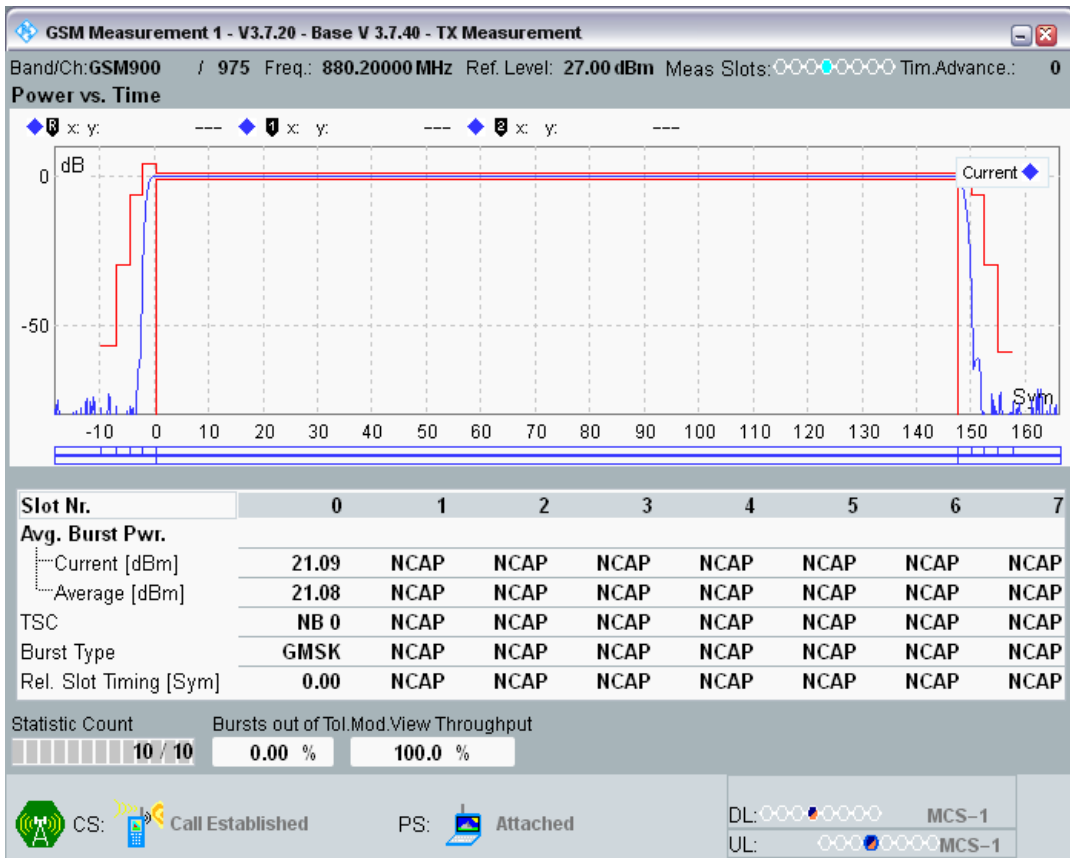 GSM Measurement 1 - V3.7.20 - Base V 3.7.40 - TX Measurement
Band/Ch:GSM900 / 975 Freq.: 880.20000 MHz Ref. Level: 27.00 dBm Meas Slots: Tim.Advance.: 0
Power vs. Time
R x: y: --- 1 x: y: --- 2 x: y: ---
dB
Current
0
-50
Sym
-10 0 10 20 30 40 50 60 70 80 90 100 110 120 130 140 150 160
Slot Nr. 0 1 2 3 4 5 6 7
Avg. Burst Pwr.
Current [dBm] 21.09 NCAP NCAP NCAP NCAP NCAP NCAP NCAP
Average [dBm] 21.08 NCAP NCAP NCAP NCAP NCAP NCAP NCAP
TSC NB 0 NCAP NCAP NCAP NCAP NCAP NCAP NCAP
Burst Type GMSK NCAP NCAP NCAP NCAP NCAP NCAP NCAP
Rel. Slot Timing [Sym] 0.00 NCAP NCAP NCAP NCAP NCAP NCAP NCAP
Statistic Count Bursts out of Tol.Mod.View Throughput
10 / 10 0.00 % 100.0 %
CS: Call Established PS: Attached
DL: MCS-1
UL: MCS-1